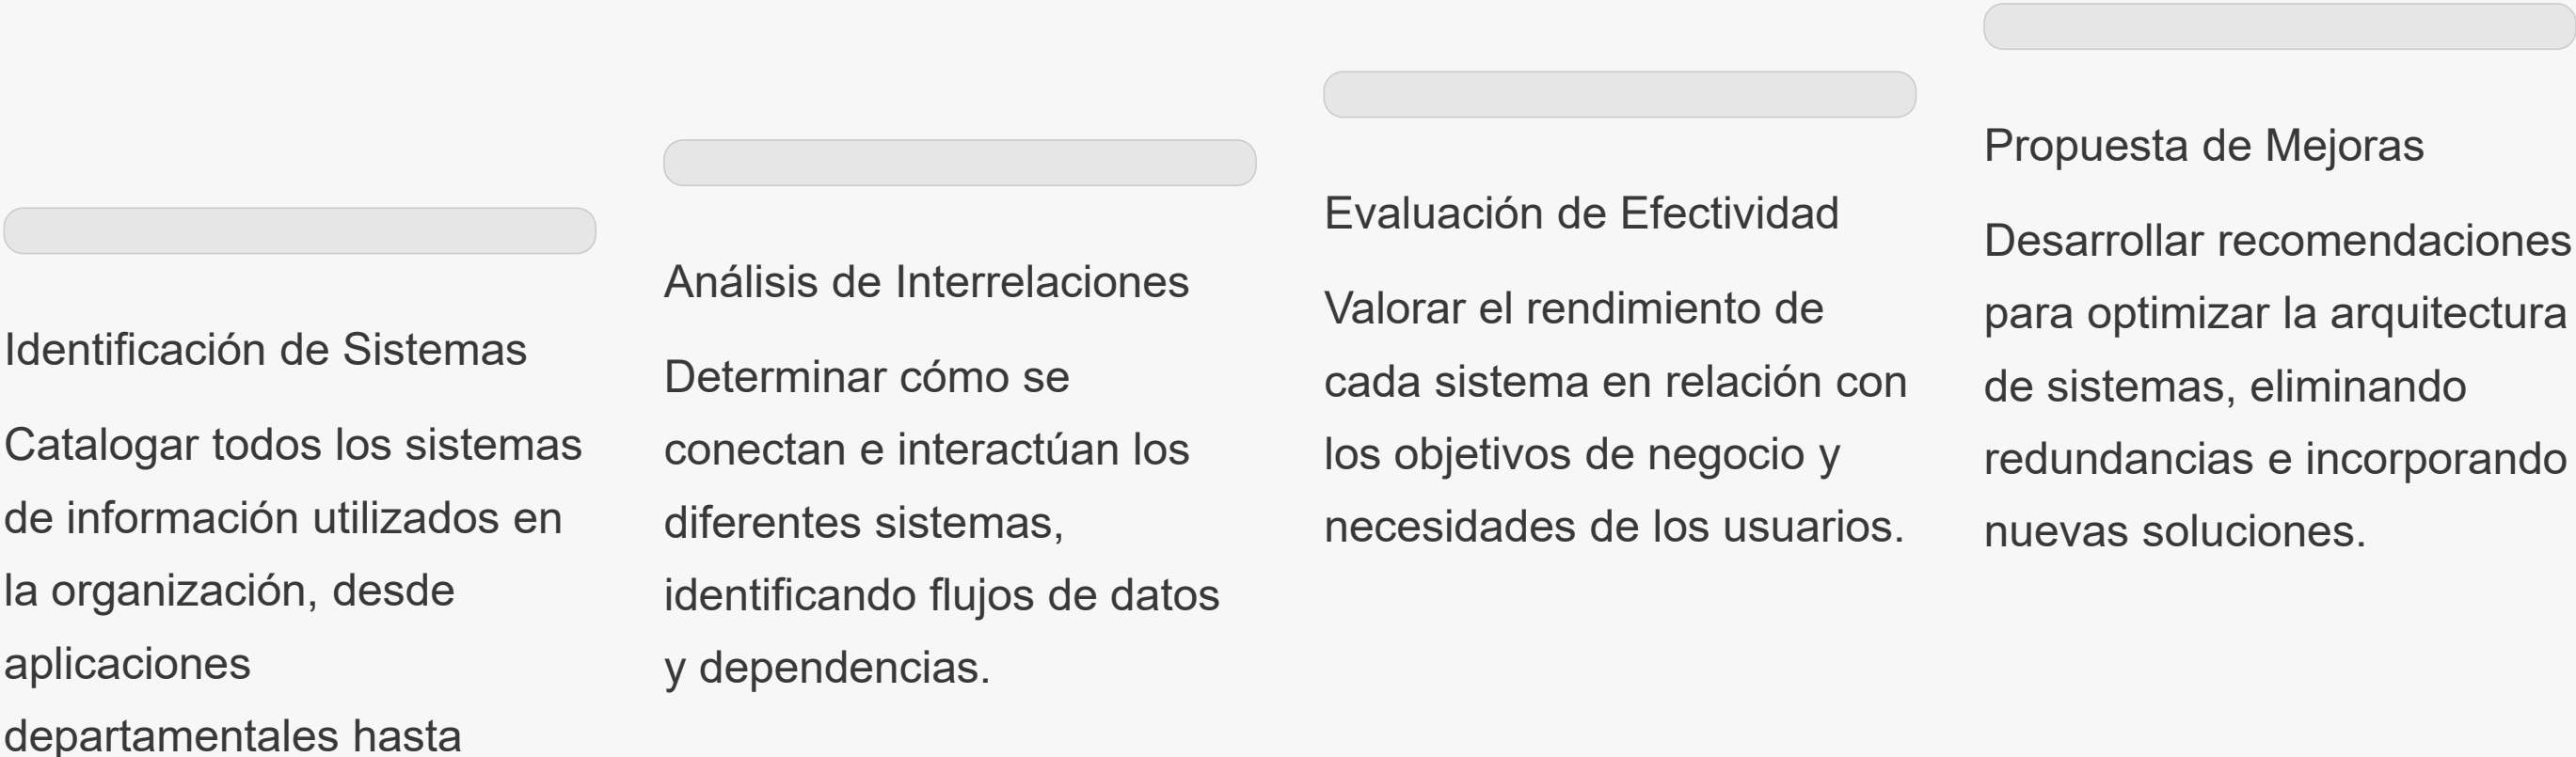 Identificación de Sistemas
Catalogar todos los sistemas
de información utilizados en
la organización, desde
aplicaciones
departamentales hasta
Análisis de Interrelaciones
Determinar cómo se
conectan e interactúan los
diferentes sistemas,
identificando flujos de datos
y dependencias.
Evaluación de Efectividad
Valorar el rendimiento de
cada sistema en relación con
los objetivos de negocio y
necesidades de los usuarios.
Propuesta de Mejoras
Desarrollar recomendaciones
para optimizar la arquitectura
de sistemas, eliminando
redundancias e incorporando
nuevas soluciones.